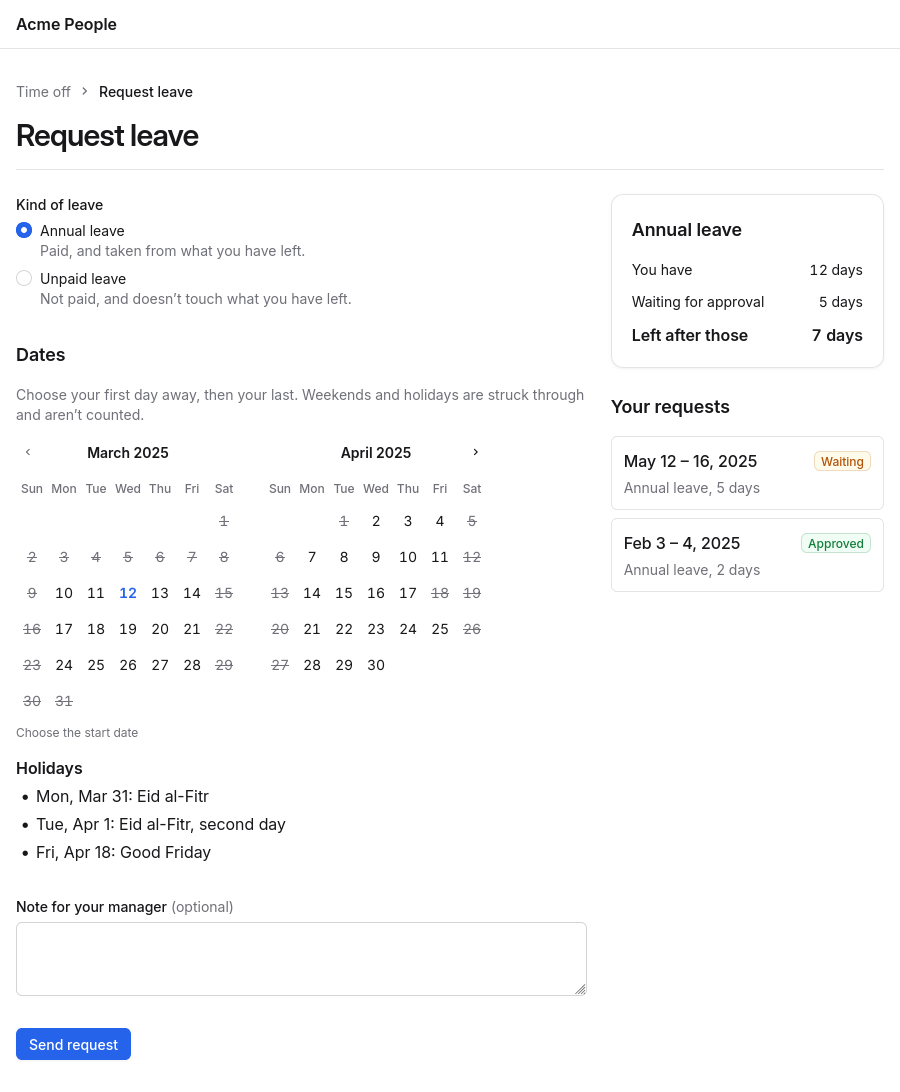 Acme People
Time off > Request leave
Request leave
Kind of leave
Annual leave
Paid, and taken from what you have left.
Unpaid leave
Not paid, and doesn’t touch what you have left.
Dates
Choose your first day away, then your last. Weekends and holidays are struck through
and aren’t counted.
March 2025
Sun Mon Tue Wed Thu Fri Sat
1
2 3 4 5 6 7 8
9 10 11 12 13 14 15
16 17 18 19 20 21 22
23 24 25 26 27 28 29
30 31
April 2025
Sun Mon Tue Wed Thu Fri Sat
1 2 3 4 5
6 7 8 9 10 11 12
13 14 15 16 17 18 19
20 21 22 23 24 25 26
27 28 29 30
Choose the start date
Holidays
• Mon, Mar 31: Eid al-Fitr
• Tue, Apr 1: Eid al-Fitr, second day
• Fri, Apr 18: Good Friday
Note for your manager (optional)
Send request
Annual leave
You have 12 days
Waiting for approval 5 days
Left after those 7 days
Your requests
May 12 – 16, 2025 Waiting
Annual leave, 5 days
Feb 3 – 4, 2025 Approved
Annual leave, 2 days